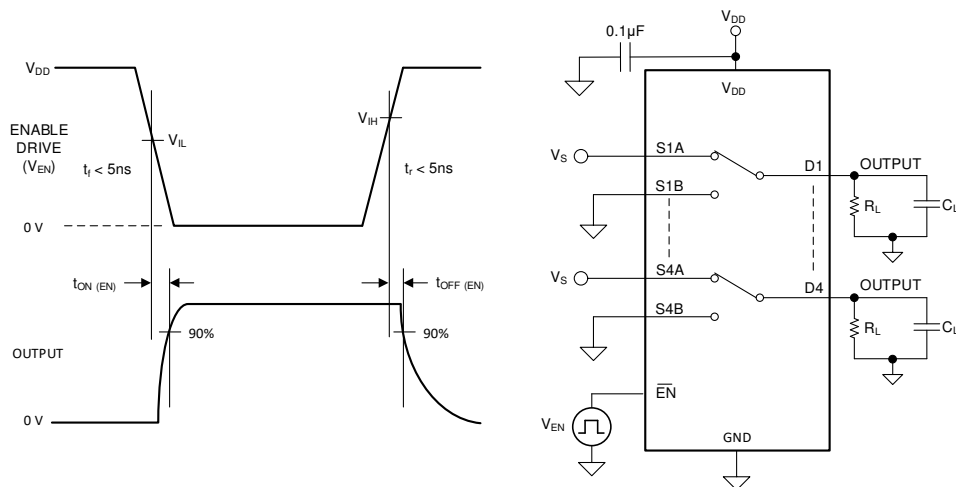 V_DD
ENABLE
DRIVE
(V_EN)
t_f < 5ns
V_IL
V_IH
t_r < 5ns
0 V
t_ON (EN)
t_OFF (EN)
90%
90%
OUTPUT
0 V
V_DD
0.1µF
V_DD
V_S
S1A
D1
OUTPUT
S1B
R_L
C_L
V_S
S4A
D4
OUTPUT
S4B
R_L
C_L
E̅N̅
V_EN
GND